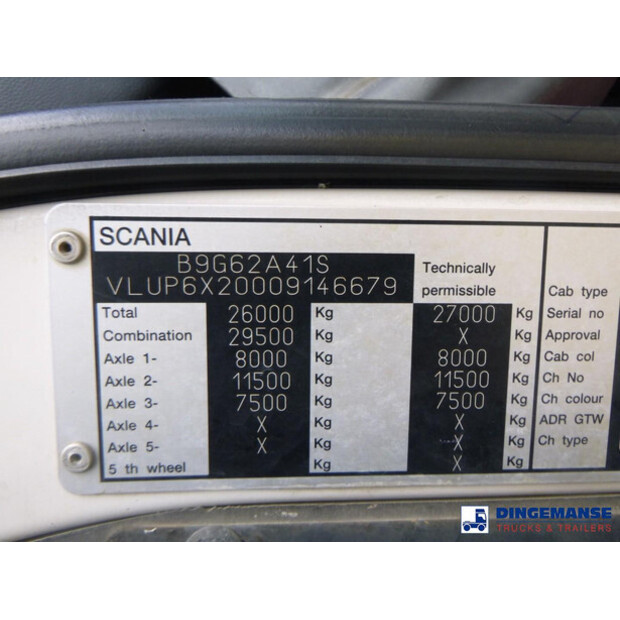 SCANIA
B9G62A41S
VLUP6X20009146679
Technically permissible
Total 26000 Kg 27000 Kg
Combination 29500 Kg X Kg
Axle 1- 8000 Kg 8000 Kg
Axle 2- 11500 Kg 11500 Kg
Axle 3- 7500 Kg 7500 Kg
Axle 4- X Kg X Kg
Axle 5- X Kg X Kg
5 th wheel Kg X Kg
Cab type
Serial no
Approval
Cab col
Ch No
Ch colour
ADR GTW
Ch type
DINGEMANSE
TRUCKS & TRAILERS